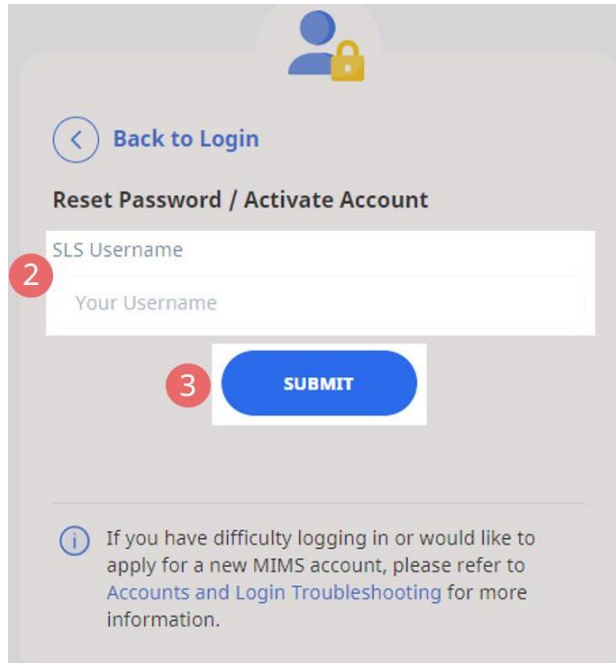 Back to Login
Reset Password / Activate Account
SLS Username
2
Your Username
3
SUBMIT
If you have difficulty logging in or would like to
apply for a new MIMS account, please refer to
Accounts and Login Troubleshooting for more
information.